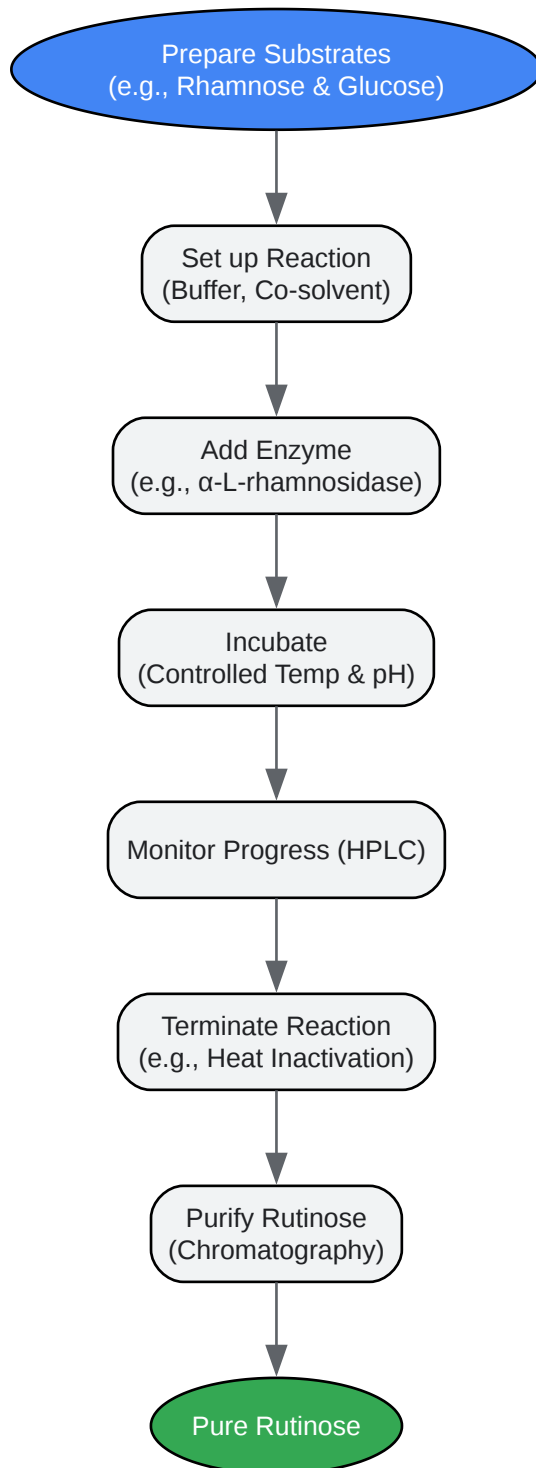 Prepare Substrates
(e.g., Rhamnose & Glucose)
Set up Reaction
(Buffer, Co-solvent)
Add Enzyme
(e.g., α-L-rhamnosidase)
Incubate
(Controlled Temp & pH)
Monitor Progress (HPLC)
Terminate Reaction
(e.g., Heat Inactivation)
Purify Rutinose
(Chromatography)
Pure Rutinose